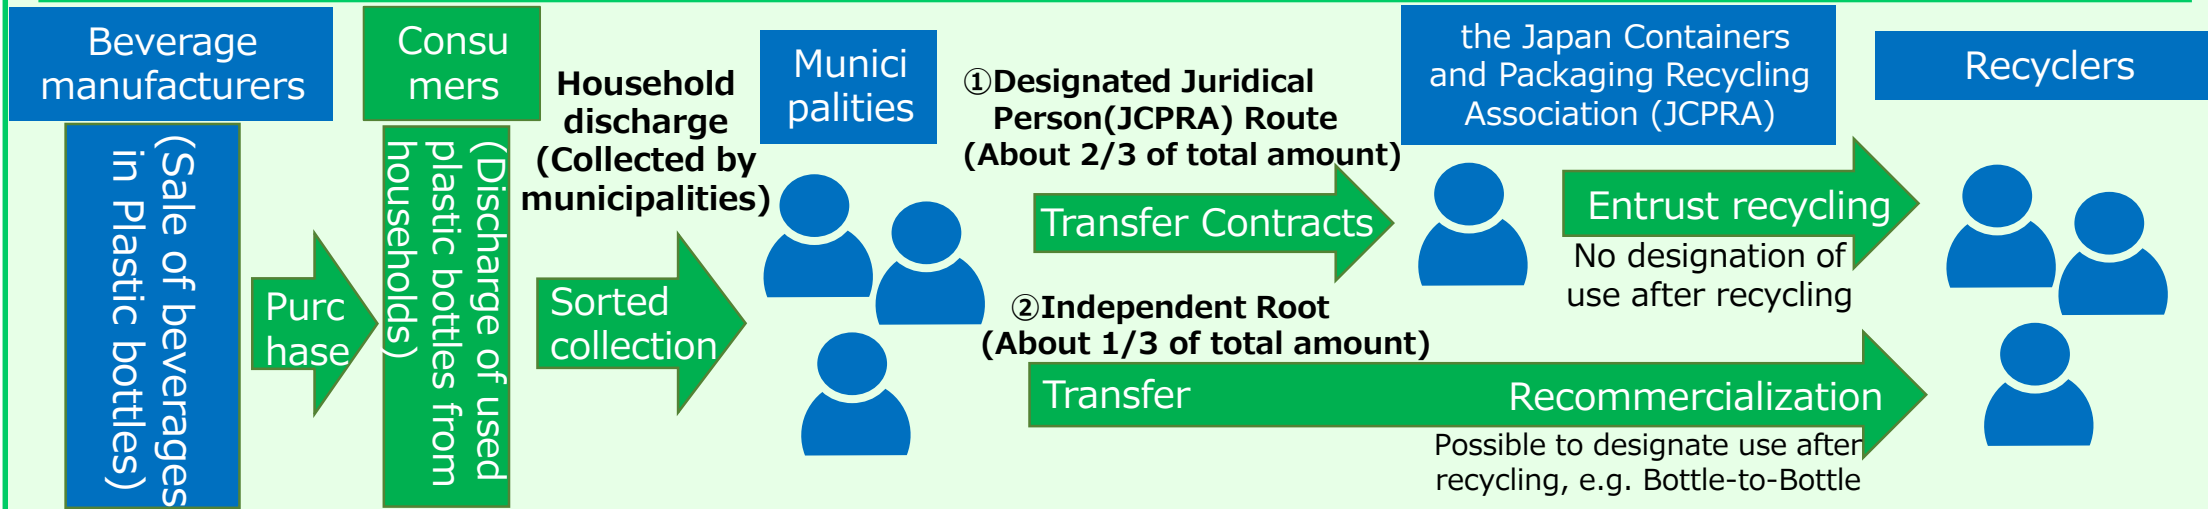 Beverage
manufacturers
(Sale of beverages
in Plastic bottles)
Purc
hase
Consu
mers
(Discharge of used
plastic bottles from
households)
Household
discharge
(Collected by
municipalities)
Sorted
collection
Munici
palities
①Designated Juridical
Person(JCPRA) Route
(About 2/3 of total amount)
Transfer Contracts
the Japan Containers
and Packaging Recycling
Association (JCPRA)
Entrust recycling
No designation of
use after recycling
Recyclers
②Independent Root
(About 1/3 of total amount)
Transfer
Recommercialization
Possible to designate use after
recycling, e.g. Bottle-to-Bottle